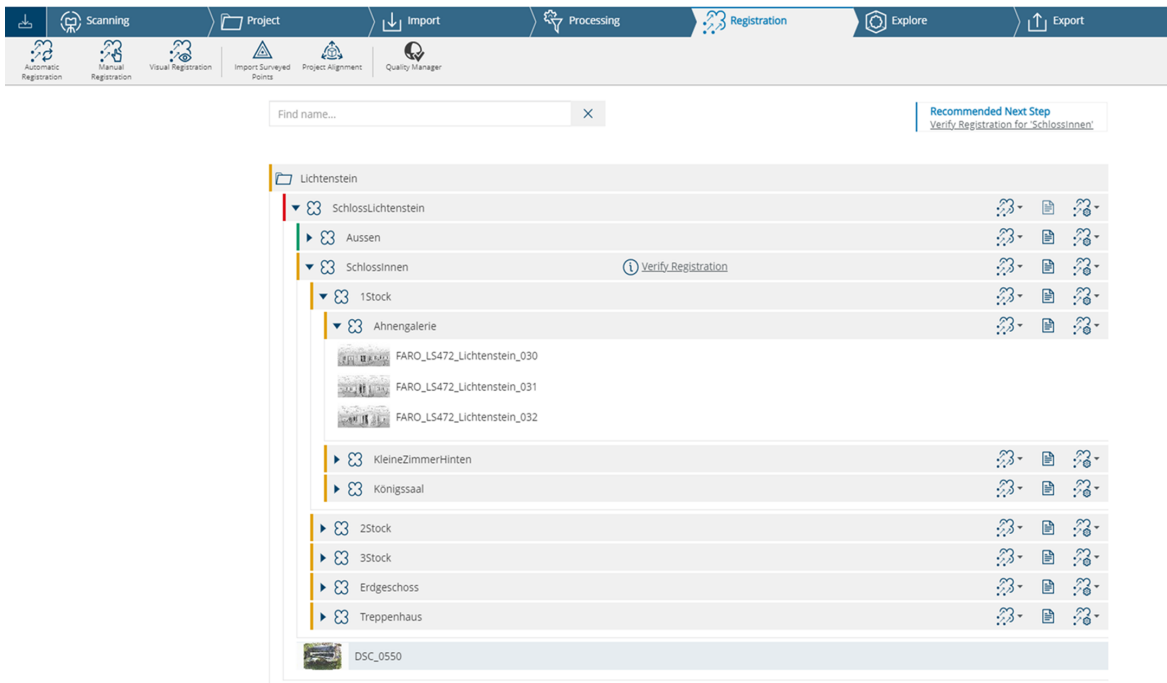 Scanning
Project
Import
Processing
Registration
Explore
Export
Automatic
Registration
Manual
Registration
Visual Registration
Import Surveyed
Points
Project Alignment
Quality Manager
Find name...
Recommended Next Step
Verify Registration for 'SchlossInnen'
Lichtenstein
SchlossLichtenstein
Aussen
SchlossInnen
Verify Registration
1Stock
Ahnengalerie
FARO_LS472_Lichtenstein_030
FARO_LS472_Lichtenstein_031
FARO_LS472_Lichtenstein_032
KleineZimmerHinten
Königssaal
2Stock
3Stock
Erdgeschoss
Treppenhaus
DSC_0550